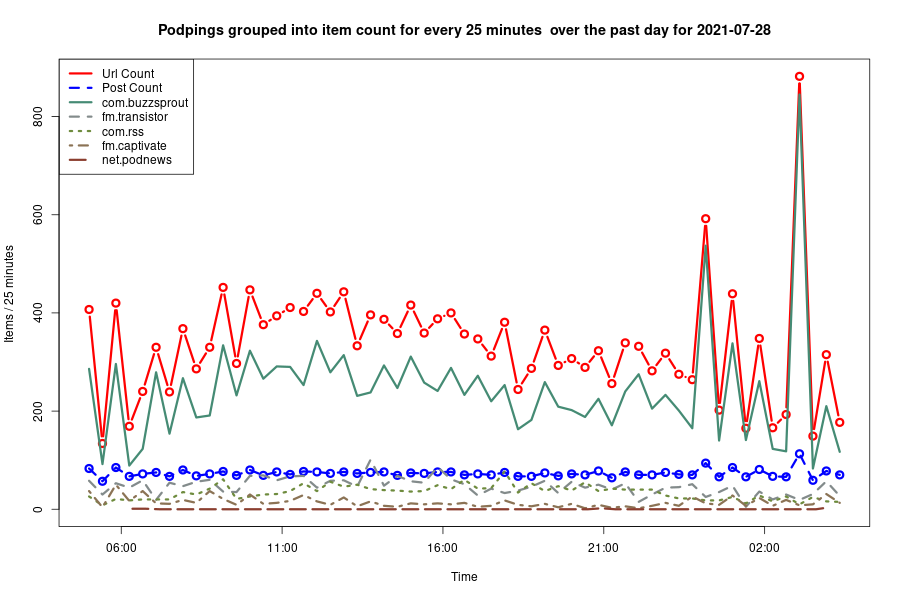 Podpings grouped into item count for every 25 minutes  over the past day for 2021-07-28
Url Count
Post Count
com.buzzsprout
fm.transistor
com.rss
fm.captivate
net.podnews
Items / 25 minutes
800
600
400
200
0
06:00 11:00 16:00 21:00 02:00
Time